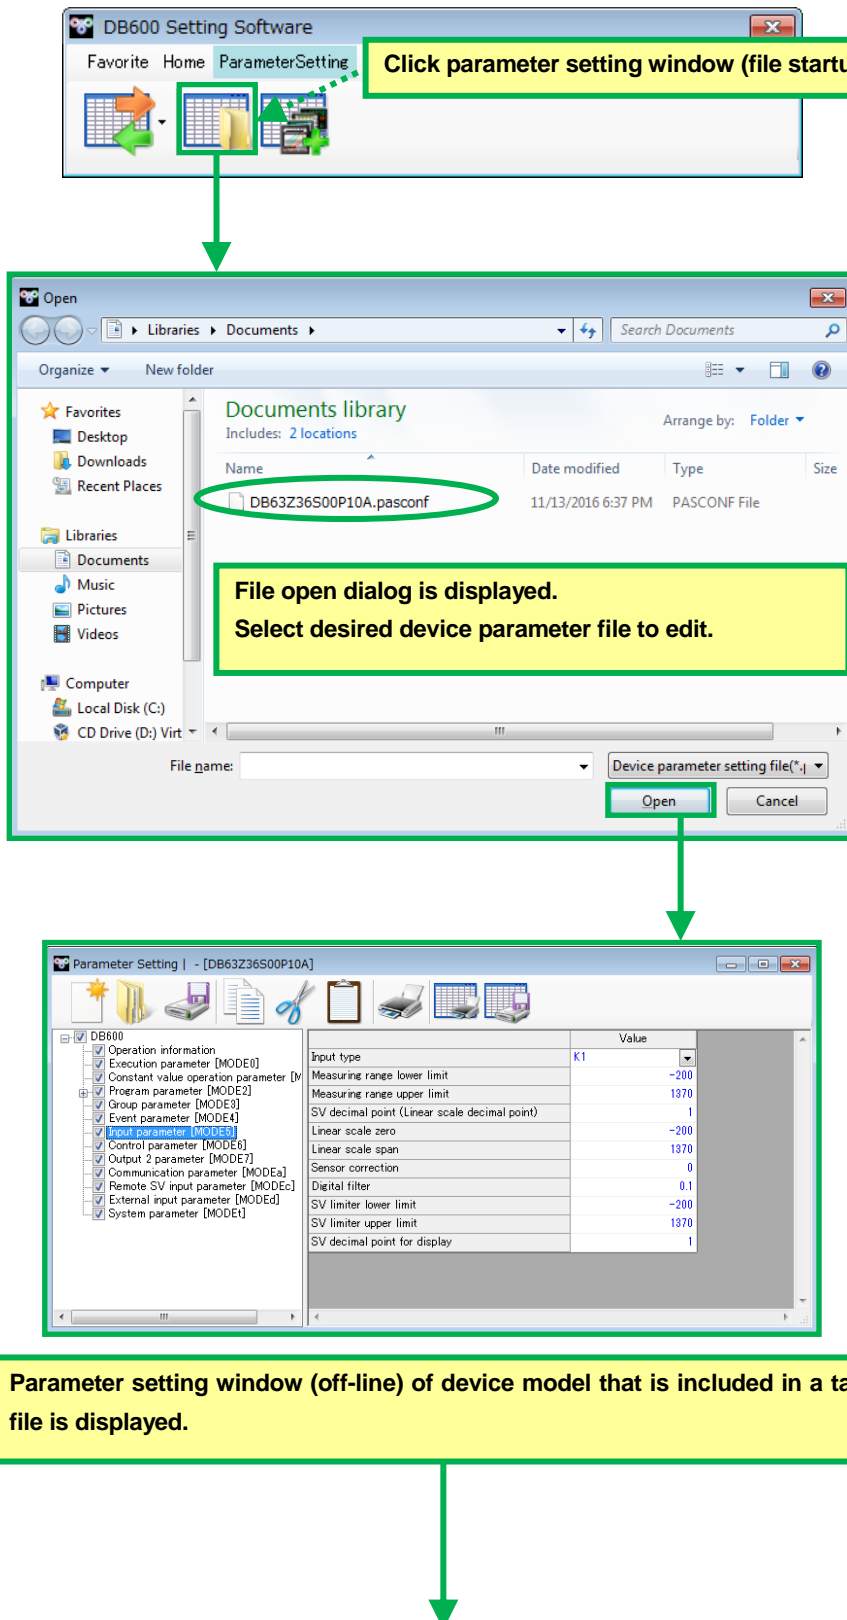 DB600 Setting Software
Favorite Home ParameterSetting
Click parameter setting window (file startu
Open
Libraries Documents
Search Documents
Organize New folder
Favorites
Desktop
Downloads
Recent Places
Libraries
Documents
Music
Pictures
Videos
Computer
Local Disk (C:)
CD Drive (D:) Virt
Documents library
Includes: 2 locations
Arrange by: Folder
Name Date modified Type Size
DB63Z36S00P10A.pasconf 11/13/2016 6:37 PM PASCONF File
File open dialog is displayed.
Select desired device parameter file to edit.
File name:
Device parameter setting file(*.p
Open Cancel
Parameter Setting | - [DB63Z36S00P10A]
DB600
Operation information
Execution parameter [MODE0]
Constant value operation parameter [M
Program parameter [MODE2]
Group parameter [MODE3]
Event parameter [MODE4]
Input parameter [MODE5]
Control parameter [MODE6]
Output 2 parameter [MODE7]
Communication parameter [MODEa]
Remote SV input parameter [MODEc]
External input parameter [MODEd]
System parameter [MODEt]
Value
Input type K1
Measuring range lower limit -200
Measuring range upper limit 1370
SV decimal point (Linear scale decimal point) 1
Linear scale zero -200
Linear scale span 1370
Sensor correction 0
Digital filter 0.1
SV limiter lower limit -200
SV limiter upper limit 1370
SV decimal point for display 1
Parameter setting window (off-line) of device model that is included in a ta
file is displayed.